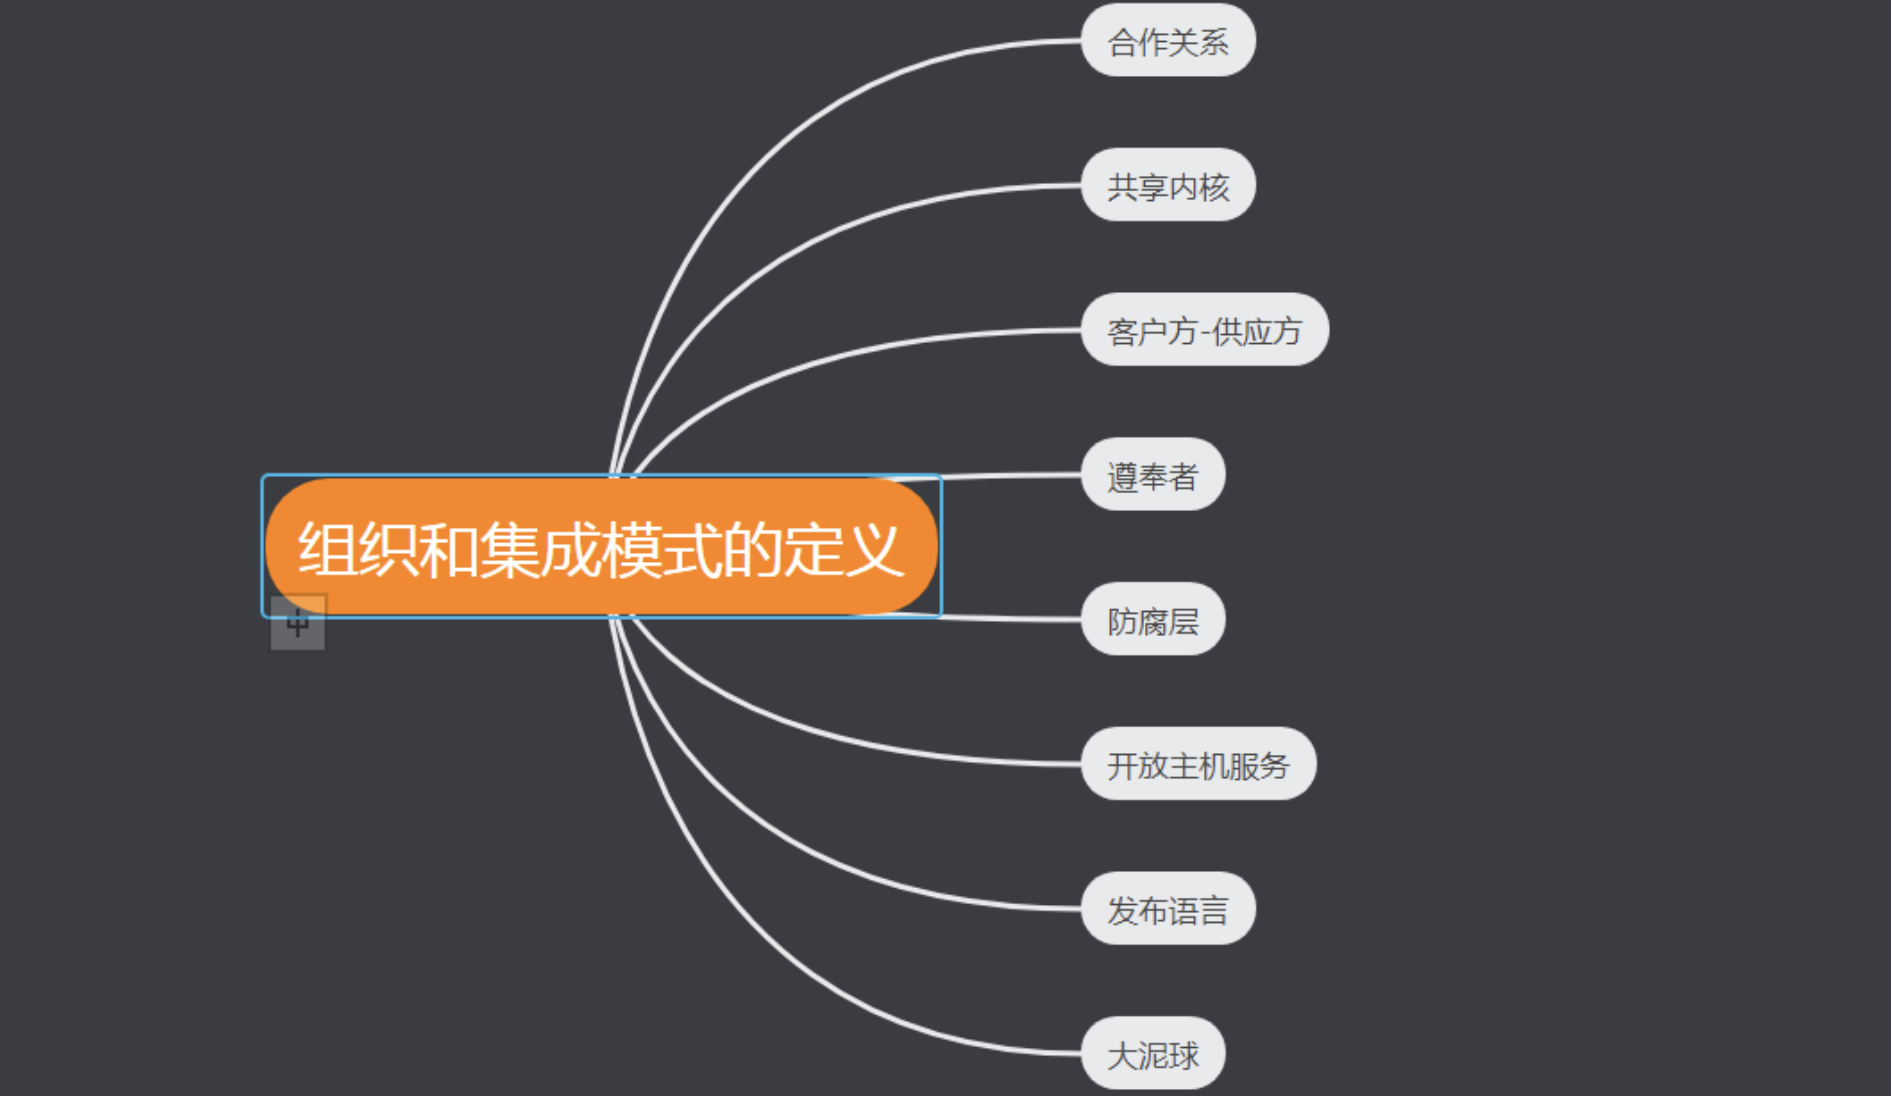 合作关系
共享内核
客户方-供应方
遵奉者
组织和集成模式的定义
中
防腐层
开放主机服务
发布语言
大泥球